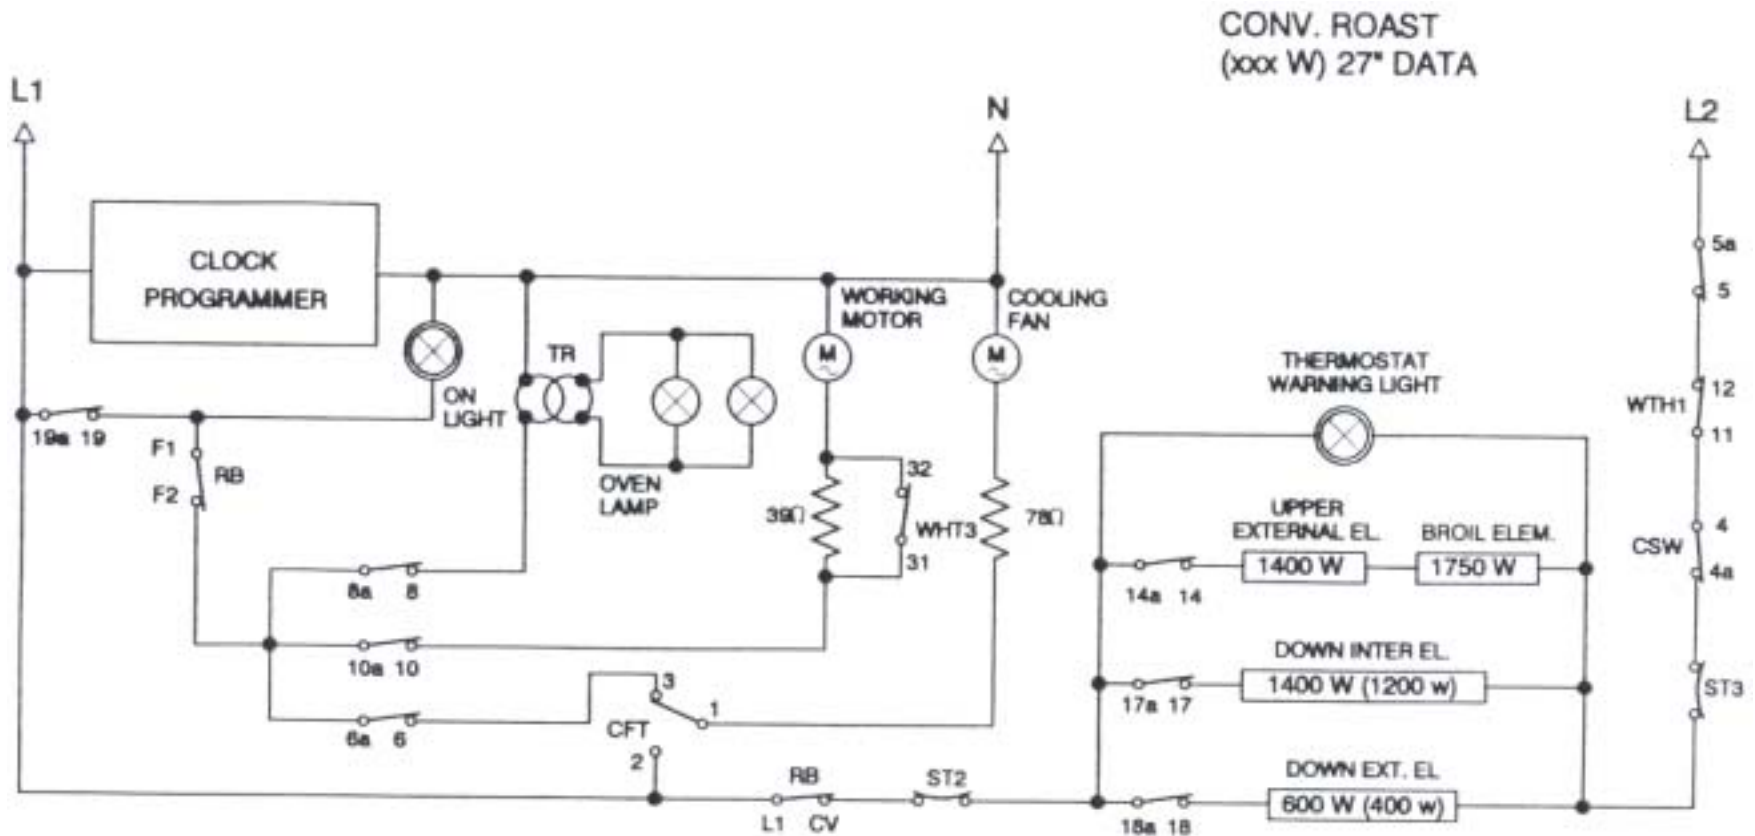 CONV. ROAST
(xxx W) 27" DATA
L1
N
L2
CLOCK
PROGRAMMER
5a
5
WORKING
MOTOR
COOLING
FAN
M
M
TR
ON
LIGHT
THERMOSTAT
WARNING LIGHT
12
WTH1
11
19a 19
F1
RB
F2
OVEN
LAMP
32
39Ω
WHT3
31
78Ω
UPPER
EXTERNAL EL.
BROIL ELEM.
1400 W
1750 W
4
CSW
4a
8a 8
14a 14
10a 10
DOWN INTER EL.
1400 W (1200 w)
17a 17
ST3
3
1
6a 6
CFT
2
RB
ST2
DOWN EXT. EL
600 W (400 w)
L1 CV
18a 18